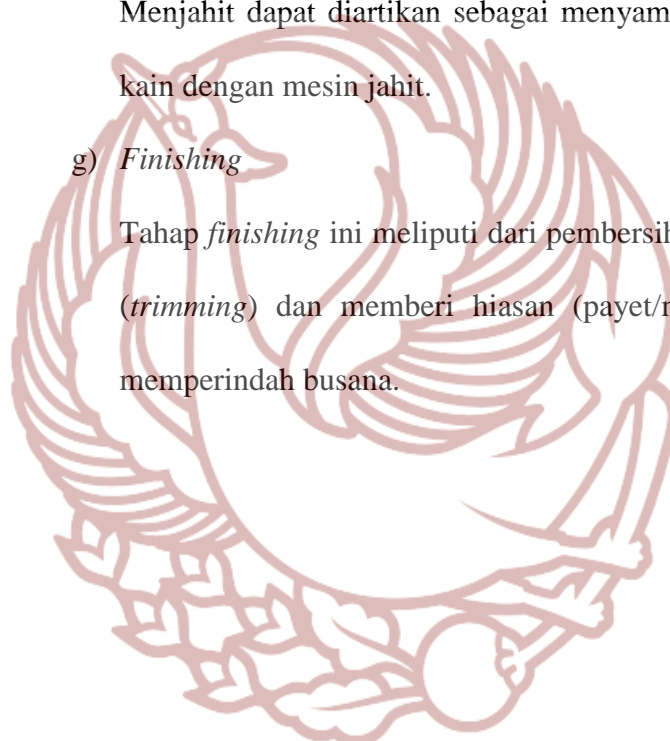 Menjahit dapat diartikan sebagai
kain dengan mesin jahit.
g) Finishing
Tahap finishing ini meliputi dari
(trimming) dan memberi hiasan
memperindah busana.